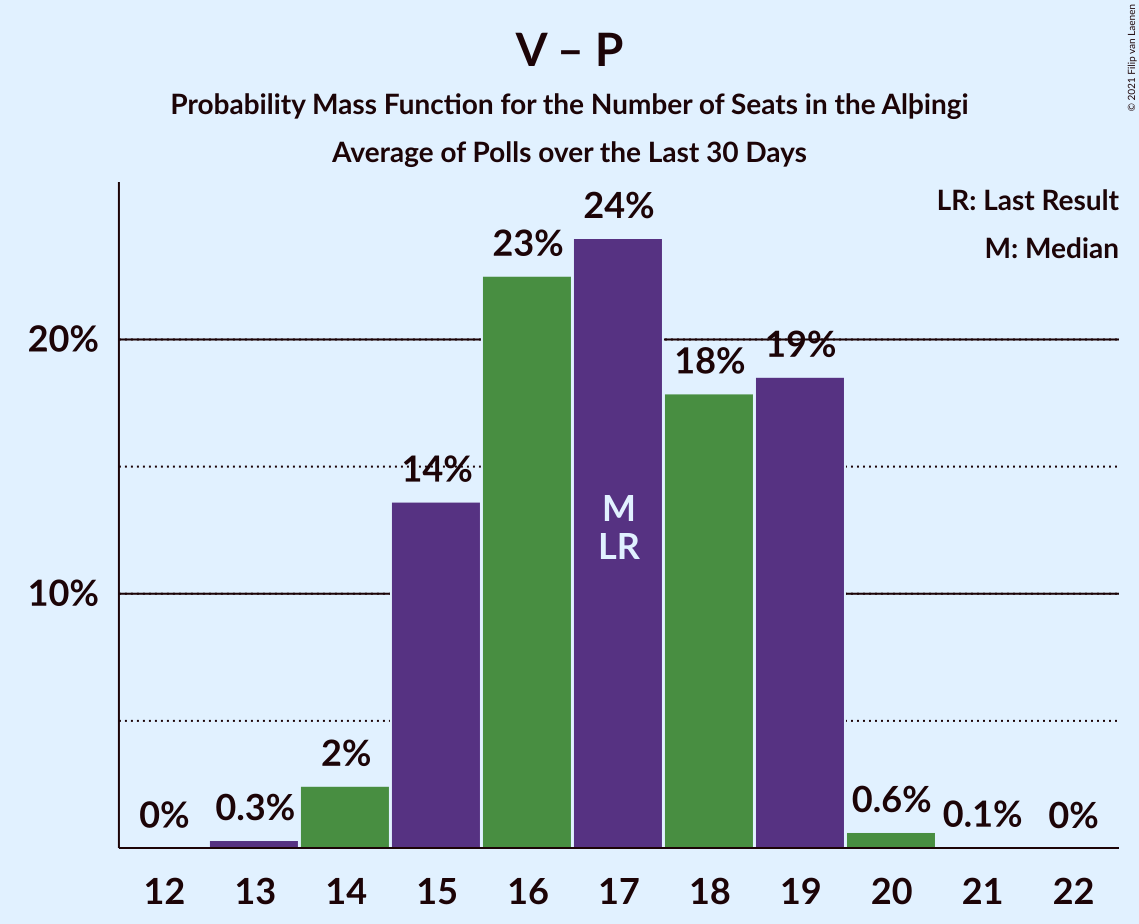 V – P
Probability Mass Function for the Number of Seats in the Alþingi
Average of Polls over the Last 30 Days
© 2021 Filip van Laenen
LR: Last Result
M: Median
20%
10%
0%
0.3%
2%
14%
23%
24%
18%
19%
0.6%
0.1%
0%
M
LR
12 13 14 15 16 17 18 19 20 21 22